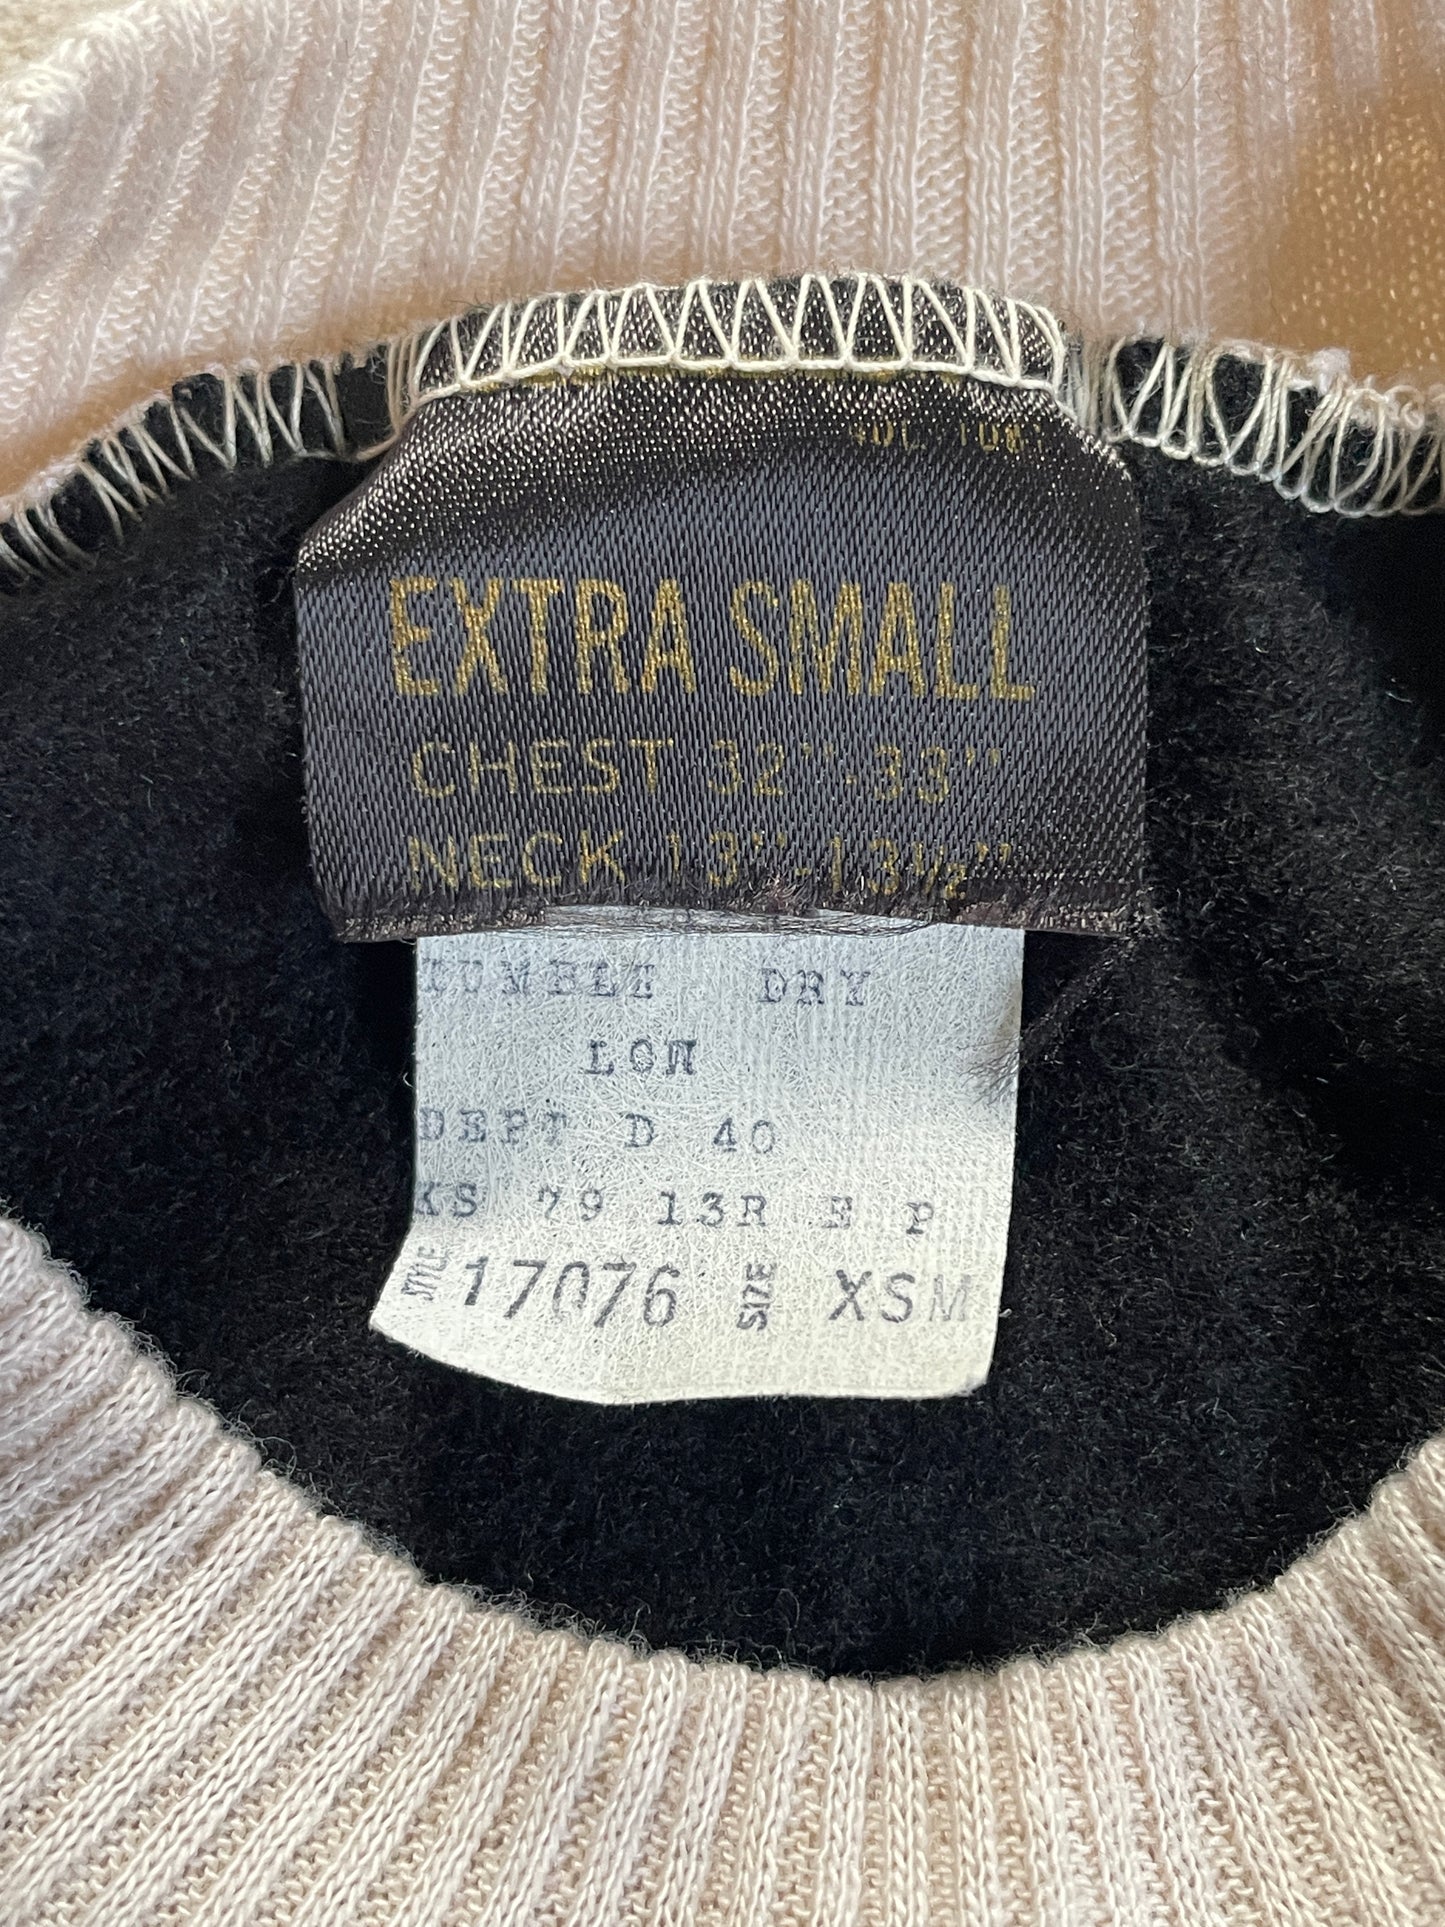 EXTRA SMALL
CHEST 32"-33"
NECK 13"-13½"
TUMBLE DRY
LOW
DEPT D 40
KS 79 13R E P
STYLE 17076 SIZE XSM